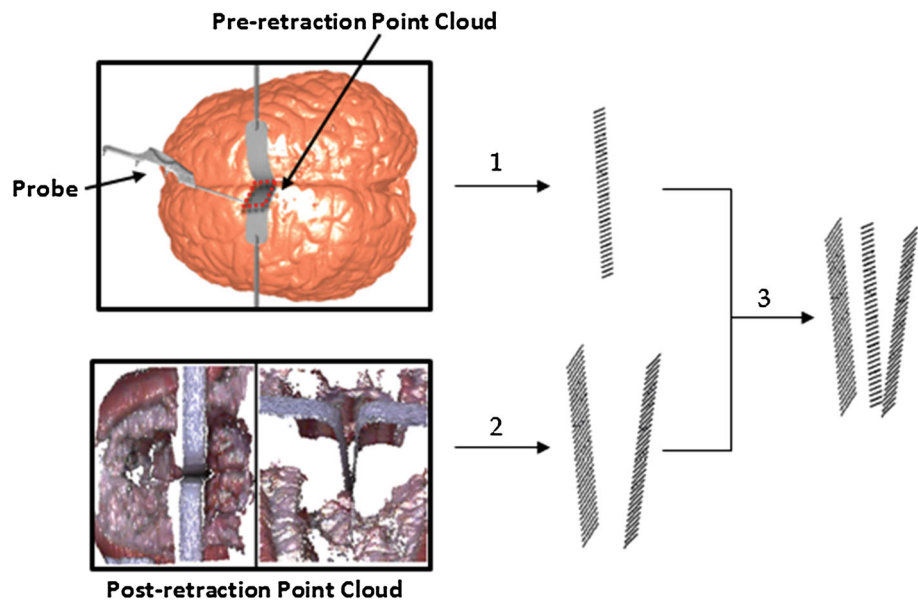 Pre-retraction Point Cloud
Probe
1
2
3
Post-retraction Point Cloud